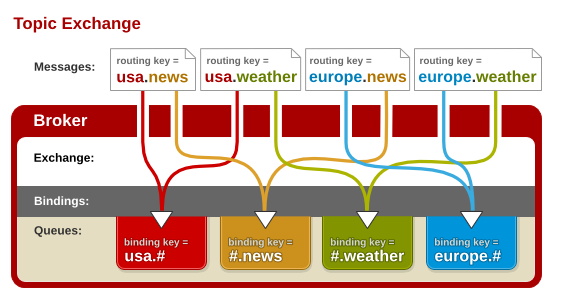 Topic Exchange
Messages:
routing key =
usa.news
routing key =
usa.weather
routing key =
europe.news
routing key =
europe.weather
Broker
Exchange:
Bindings:
Queues:
binding key =
usa.#
binding key =
#.news
binding key =
#.weather
binding key =
europe.#